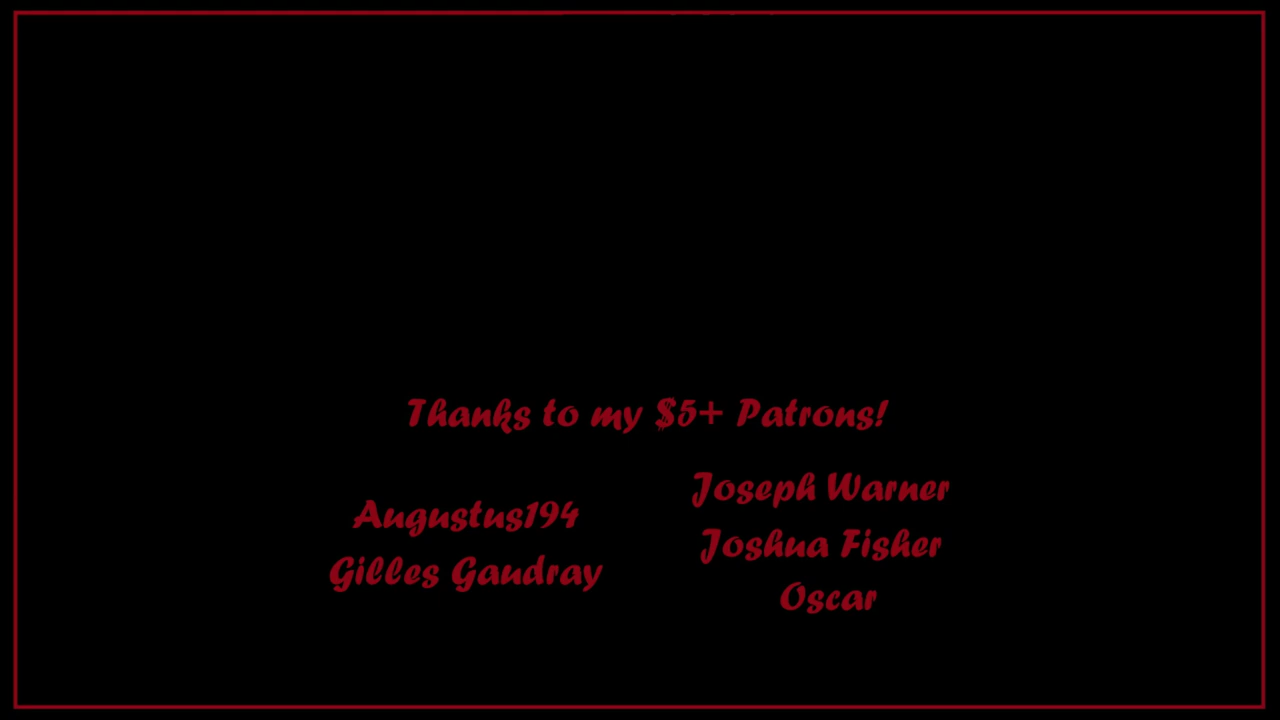 Thanks to my $5+ Patrons!
Augustus194
Gilles Gaudray
Joseph Warner
Joshua Fisher
Oscar